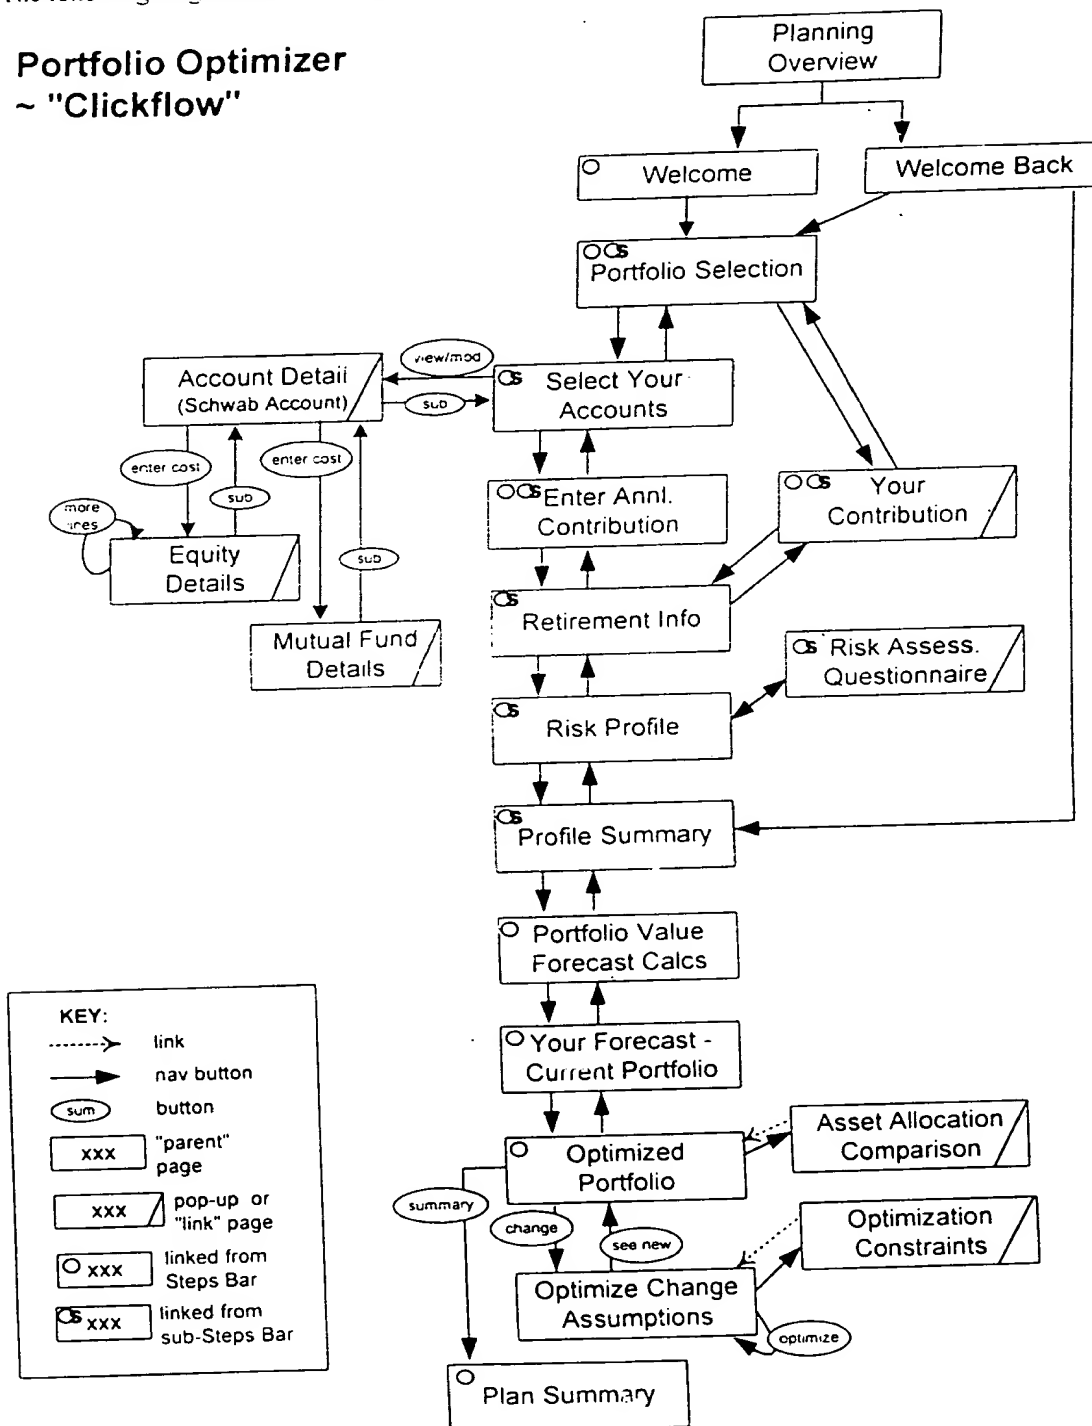 Portfolio Optimizer
~ "Clickflow"
Planning
Overview
Welcome
Welcome Back
S
Portfolio Selection
view/mod
Account Detail
(Schwab Account)
sub
S
Select Your
Accounts
enter cost
sub
enter cost
sub
more
Equity
Details
Mutual Fund
Details
S
Enter Annl.
Contribution
S
Your
Contribution
S
Retirement Info
S
Risk Assess.
Questionnaire
S
Risk Profile
S
Profile Summary
Portfolio Value
Forecast Calcs
Your Forecast -
Current Portfolio
Optimized
Portfolio
Asset Allocation
Comparison
summary
change
see new
Optimization
Constraints
Optimize Change
Assumptions
optimize
Plan Summary
KEY:
link
nav button
sum
button
xxx
"parent"
page
xxx
pop-up or
"link" page
xxx
linked from
Steps Bar
S
xxx
linked from
sub-Steps Bar